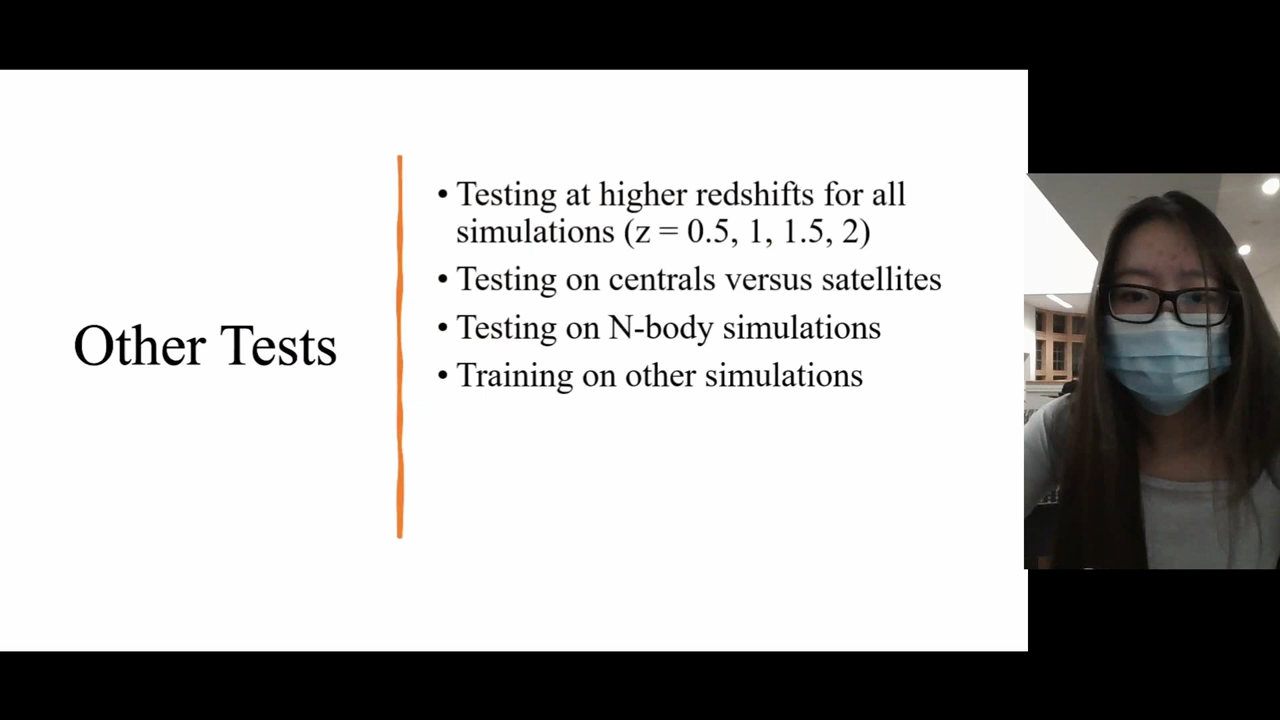 Other Tests
• Testing at higher redshifts for all
simulations (z = 0.5, 1, 1.5, 2)
• Testing on centrals versus satellites
• Testing on N-body simulations
• Training on other simulations